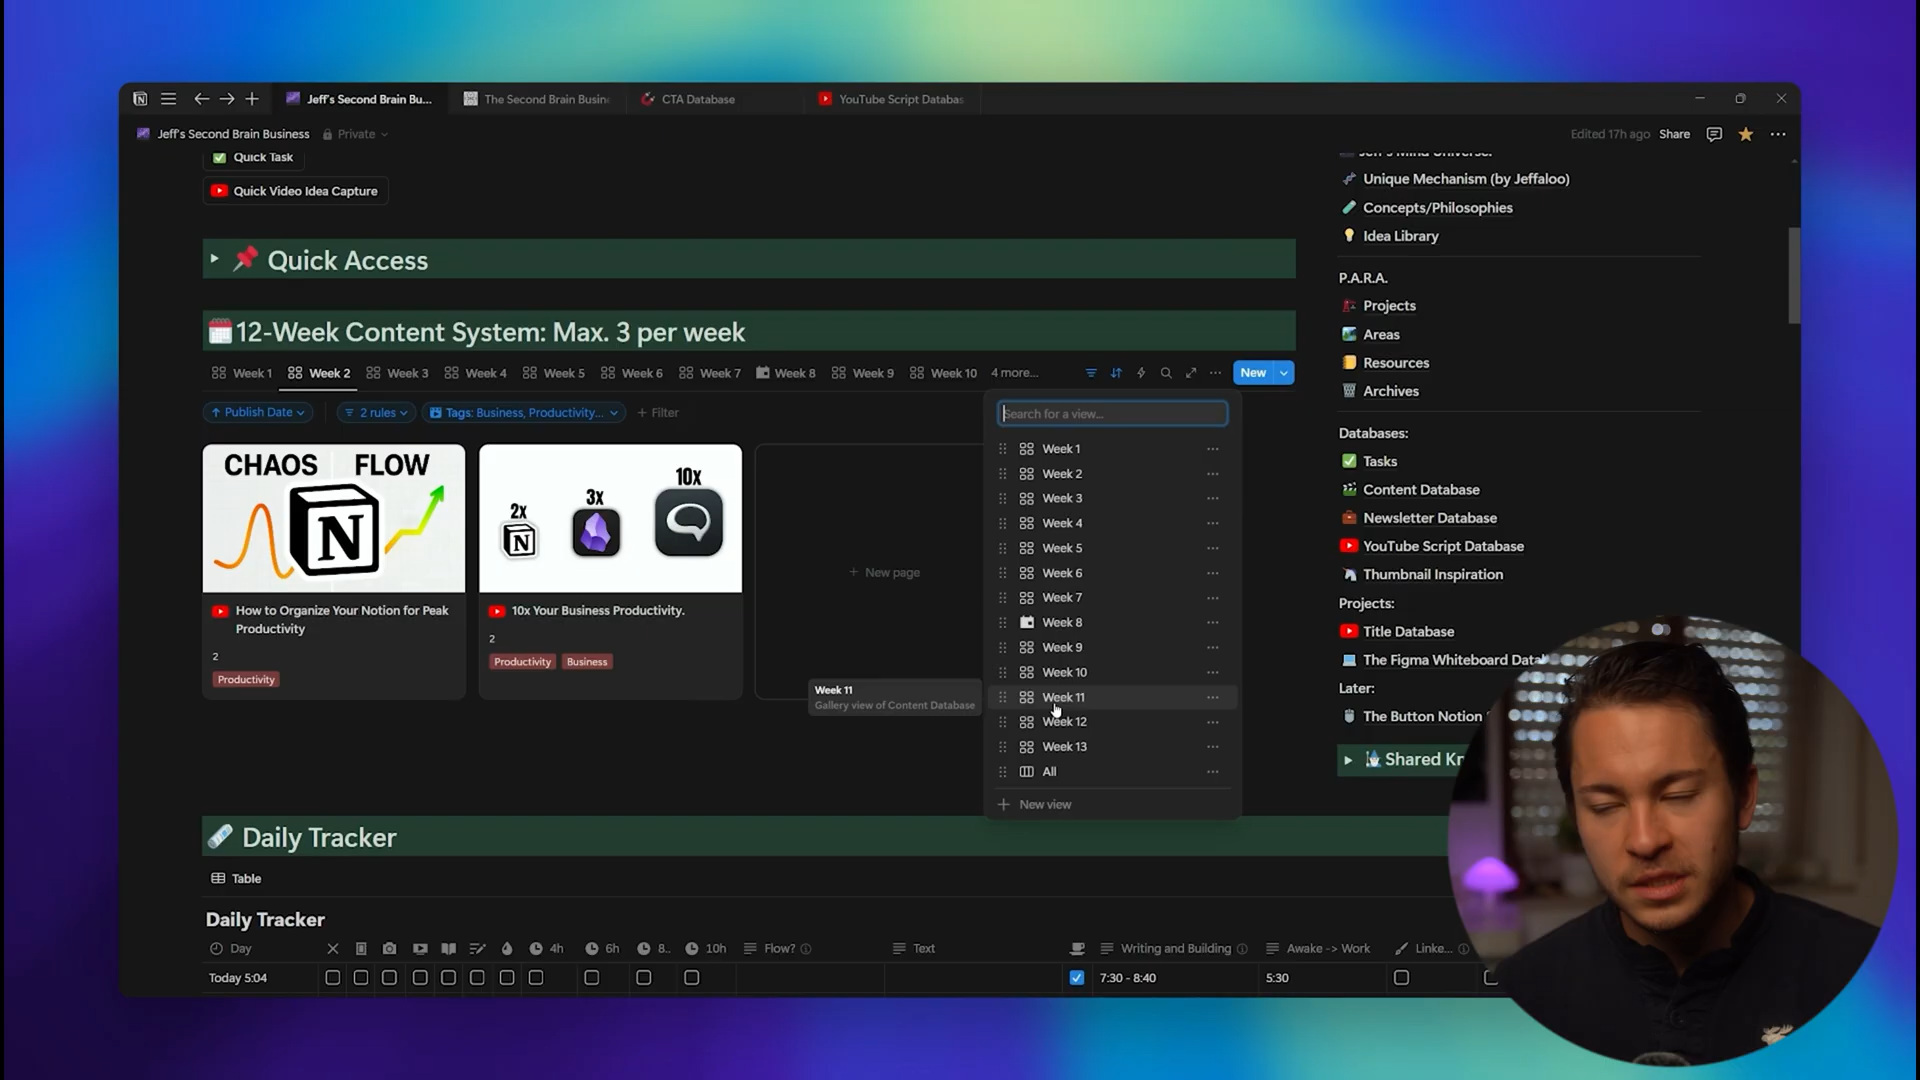 Jeff's Second Brain Bu...
The Second Brain Busin
CTA Database
YouTube Script Databas
Jeff's Second Brain Business
Private
Edited 17h ago
Share
Quick Task
Quick Video Idea Capture
Quick Access
12-Week Content System: Max. 3 per week
Week 1
Week 2
Week 3
Week 4
Week 5
Week 6
Week 7
Week 8
Week 9
Week 10
4 more...
New
Publish Date
2 rules
Tags: Business, Productivity...
+ Filter
CHAOS FLOW
N
How to Organize Your Notion for Peak
Productivity
2
Productivity
2x
3x
10x
N
10x Your Business Productivity.
2
Productivity
Business
+ New page
Week 11
Gallery view of Content Database
Search for a view...
Week 1
Week 2
Week 3
Week 4
Week 5
Week 6
Week 7
Week 8
Week 9
Week 10
Week 11
Week 12
Week 13
All
+ New view
Daily Tracker
Table
Daily Tracker
Day
4h
6h
8..
10h
Flow?
Text
Writing and Building
Awake -> Work
Linke...
Today 5:04
7:30 - 8:40
5:30
Jeff's Mind Universe.
Unique Mechanism (by Jeffaloo)
Concepts/Philosophies
Idea Library
P.A.R.A.
Projects
Areas
Resources
Archives
Databases:
Tasks
Content Database
Newsletter Database
YouTube Script Database
Thumbnail Inspiration
Projects:
Title Database
The Figma Whiteboard Data
Later:
The Button Notion
Shared Kn